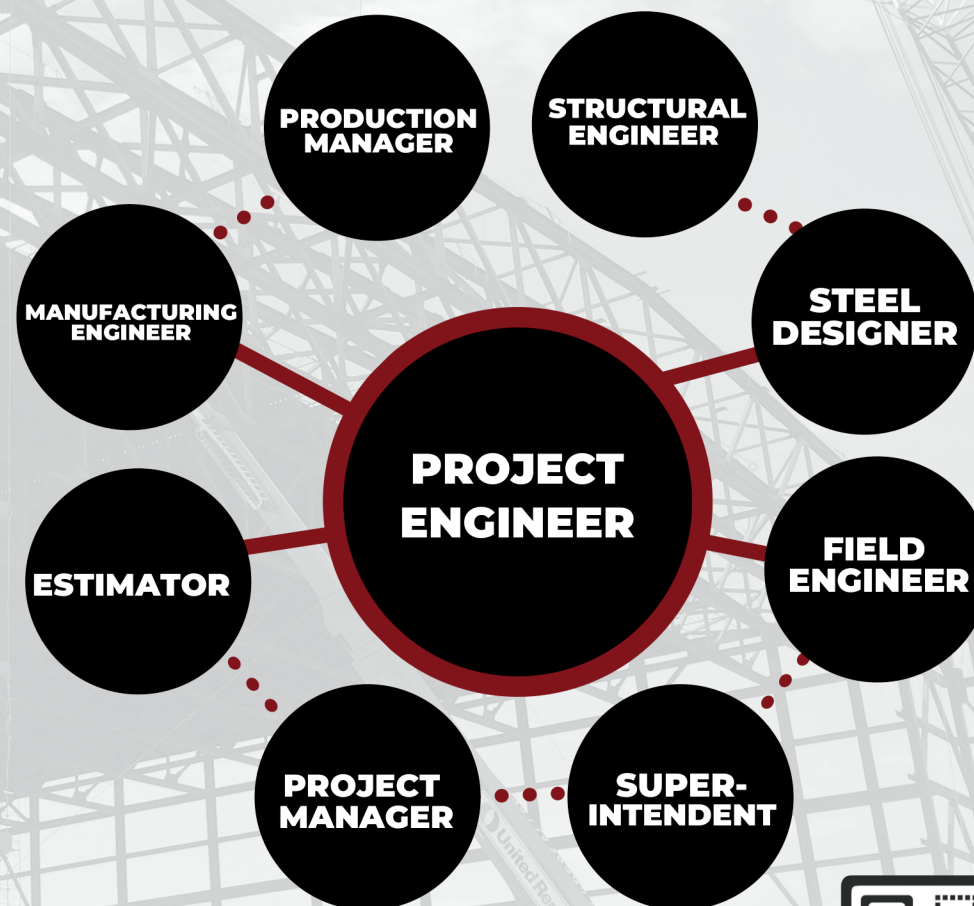 PRODUCTION
MANAGER
STRUCTURAL
ENGINEER
MANUFACTURING
ENGINEER
STEEL
DESIGNER
PROJECT
ENGINEER
ESTIMATOR
FIELD
ENGINEER
PROJECT
MANAGER
SUPER-
INTENDENT